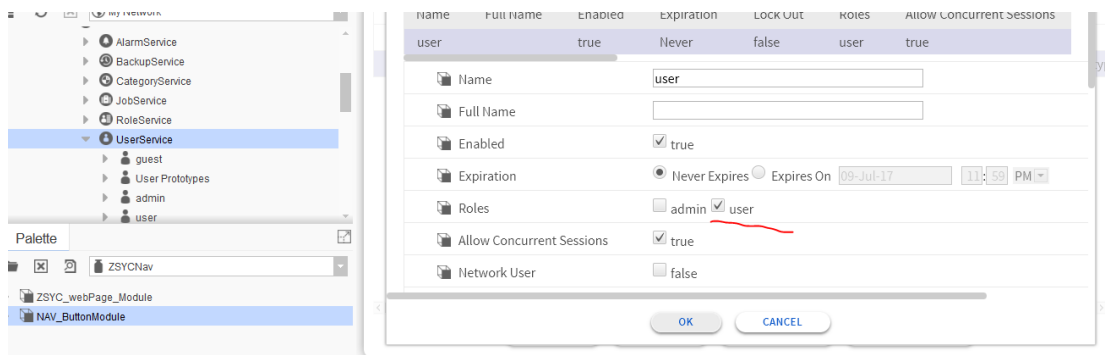 My Network
AlarmService
BackupService
CategoryService
JobService
RoleService
UserService
guest
User Prototypes
admin
user
Palette
ZSYCNav
ZSYC_webPage_Module
NAV_ButtonModule
Name Full Name Enabled Expiration Lock Out Roles Allow Concurrent Sessions
user true Never false user true
Name user
Full Name
Enabled true
Expiration Never Expires Expires On 09-Jul-17 11:59 PM
Roles admin user
Allow Concurrent Sessions true
Network User false
OK CANCEL